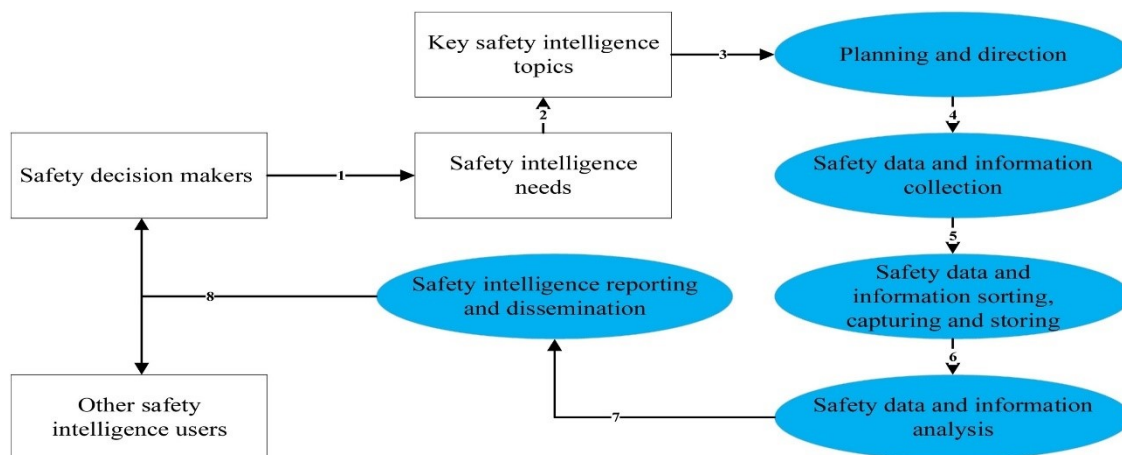 Key safety intelligence
topics
3
Planning and direction
2
4
Safety decision makers
1
Safety intelligence
needs
Safety data and information
collection
5
8
Safety intelligence reporting
and dissemination
Safety data and
information sorting,
capturing and storing
6
Other safety
intelligence users
7
Safety data and information
analysis